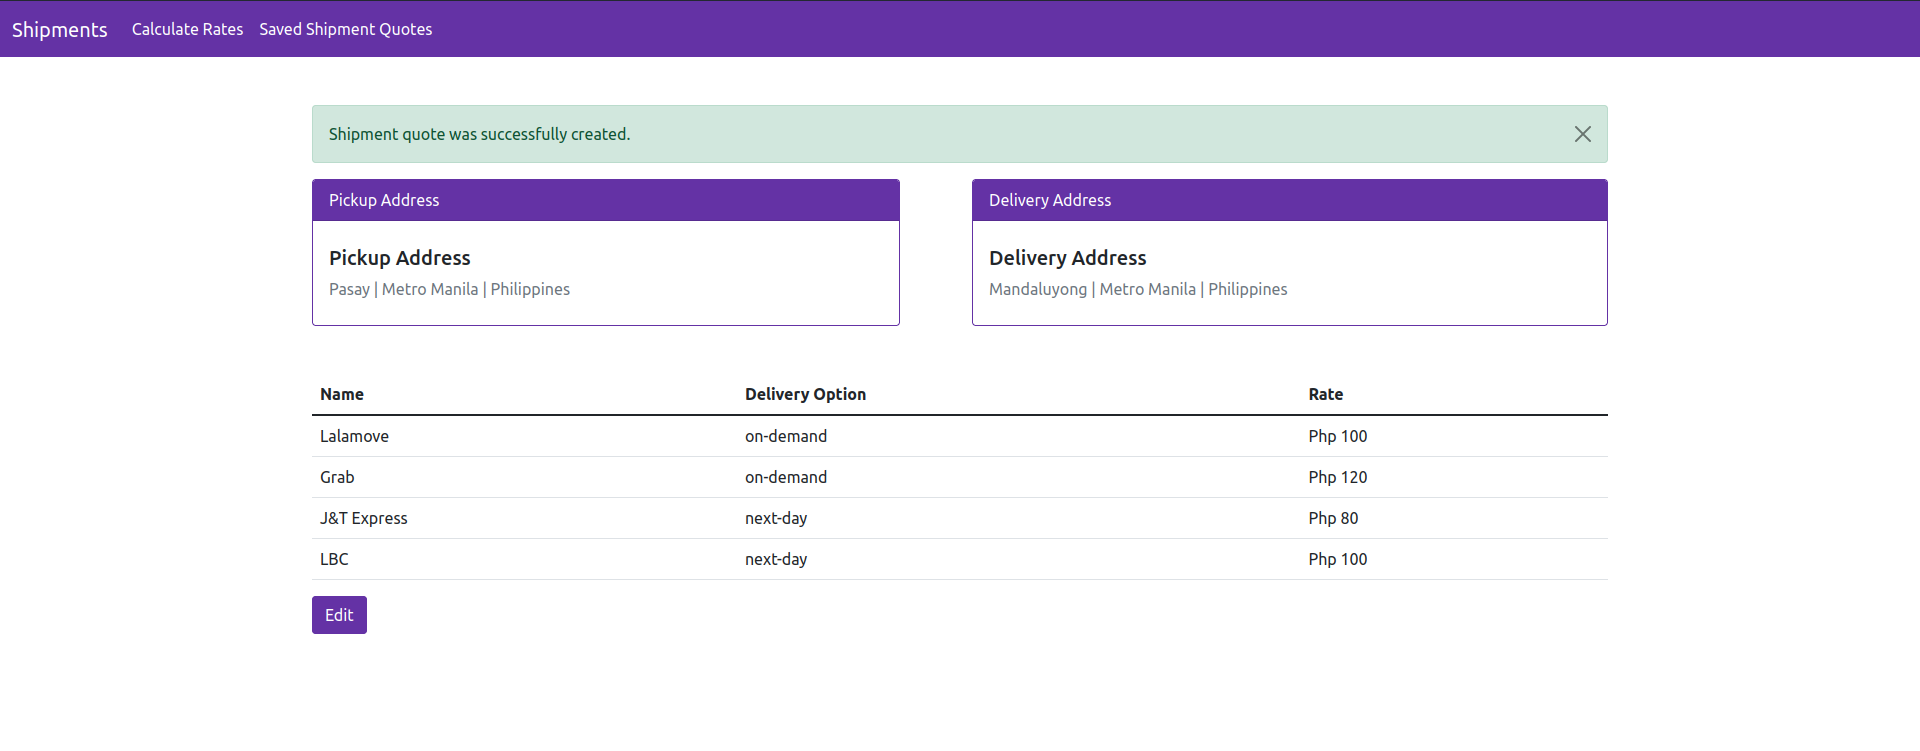 Shipments Calculate Rates Saved Shipment Quotes
Shipment quote was successfully created.
Pickup Address
Pickup Address
Pasay | Metro Manila | Philippines
Delivery Address
Delivery Address
Mandaluyong | Metro Manila | Philippines
Name Delivery Option Rate
Lalamove on-demand Php 100
Grab on-demand Php 120
J&T Express next-day Php 80
LBC next-day Php 100
Edit